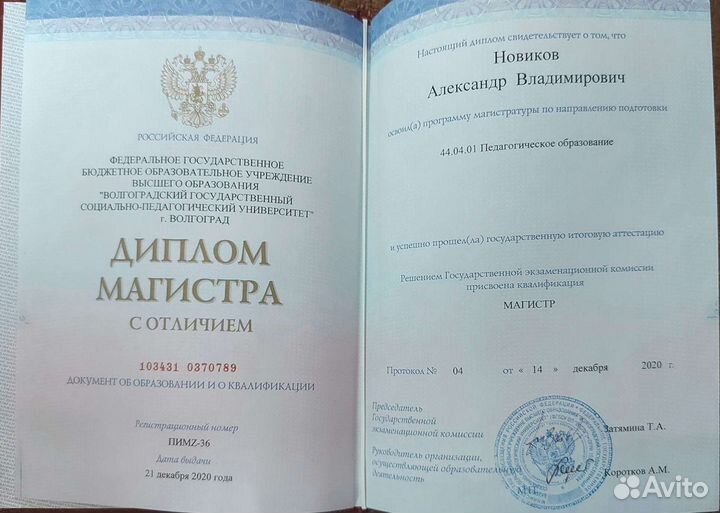 РОССИЙСКАЯ ФЕДЕРАЦИЯ
ФЕДЕРАЛЬНОЕ ГОСУДАРСТВЕННОЕ
БЮДЖЕТНОЕ ОБРАЗОВАТЕЛЬНОЕ УЧРЕЖДЕНИЕ
ВЫСШЕГО ОБРАЗОВАНИЯ
"ВОЛГОГРАДСКИЙ ГОСУДАРСТВЕННЫЙ
СОЦИАЛЬНО-ПЕДАГОГИЧЕСКИЙ УНИВЕРСИТЕТ"
г. ВОЛГОГРАД
ДИПЛОМ
МАГИСТРА
С ОТЛИЧИЕМ
103431 0370789
ДОКУМЕНТ ОБ ОБРАЗОВАНИИ И О КВАЛИФИКАЦИИ
Регистрационный номер
ПИМZ-36
Дата выдачи
21 декабря 2020 года
Настоящий диплом свидетельствует о том, что
Новиков
Александр Владимирович
освоил(а) программу магистратуры по направлению подготовки
44.04.01 Педагогическое образование
и успешно прошел(ла) государственную итоговую аттестацию
Решением Государственной экзаменационной комиссии
присвоена квалификация
МАГИСТР
Протокол № 04 от « 14 » декабря 2020 г.
Председатель
Государственной
экзаменационной комиссии Затямина Т.А.
Руководитель организации,
осуществляющей образовательную
деятельность Коротков А.М.
М.П.
Avito